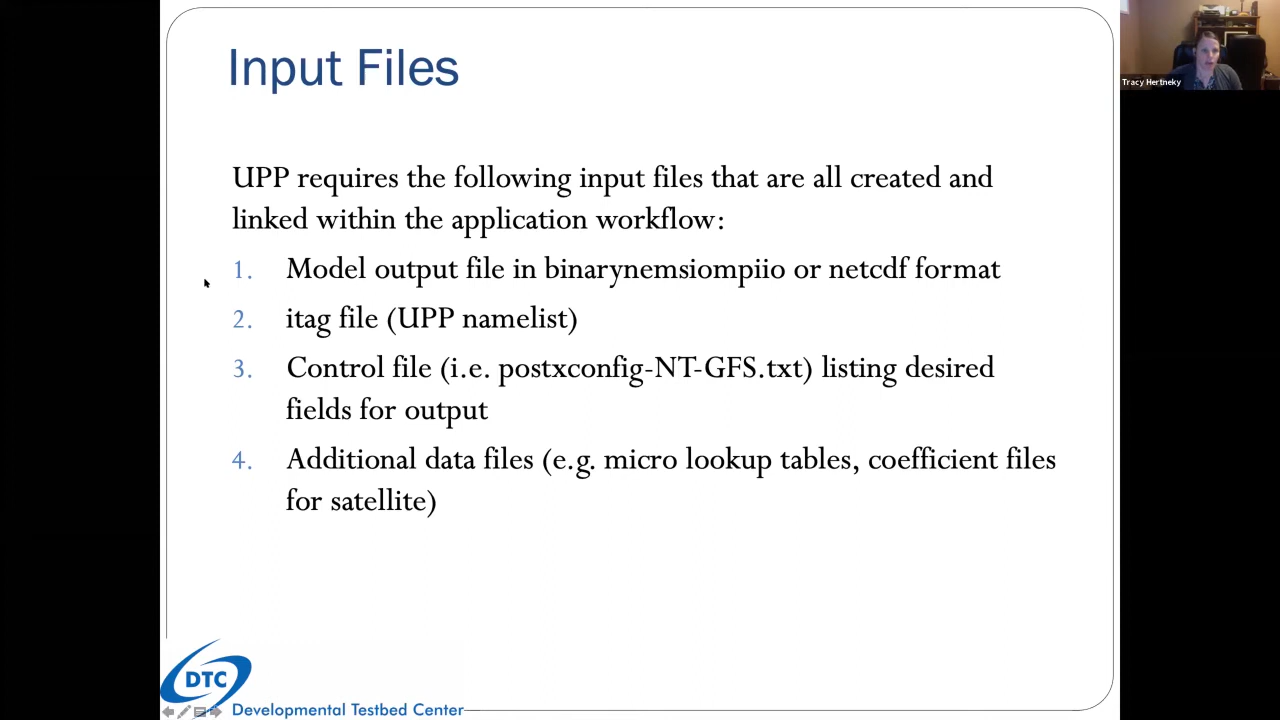 Input Files
Tracy Hertneky
UPP requires the following input files that are all created and
linked within the application workflow:
1. Model output file in binarynemsiompiio or netcdf format
2. itag file (UPP namelist)
3. Control file (i.e. postxconfig-NT-GFS.txt) listing desired
fields for output
4. Additional data files (e.g. micro lookup tables, coefficient files
for satellite)
DTC
Developmental Testbed Center